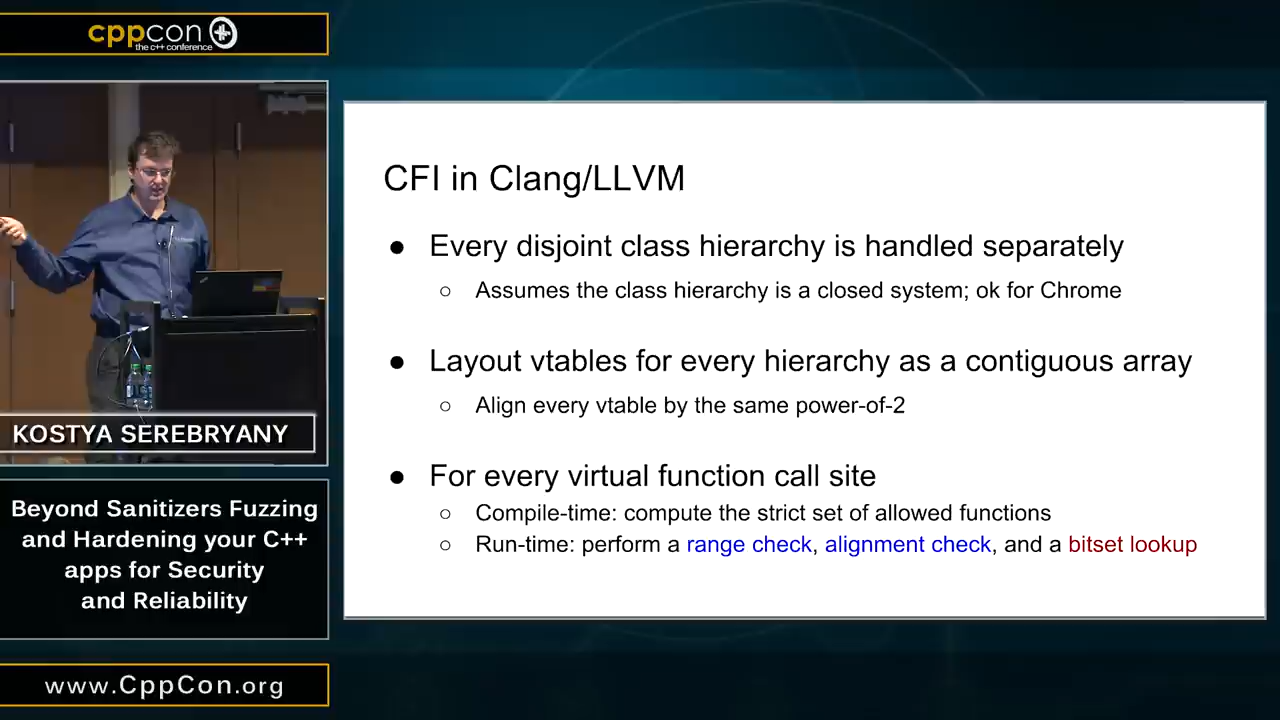 cppcon
the c++ conference
KOSTYA SEREBRYANY
Beyond Sanitizers Fuzzing
and Hardening your C++
apps for Security
and Reliability
www.CppCon.org
CFI in Clang/LLVM
● Every disjoint class hierarchy is handled separately
○ Assumes the class hierarchy is a closed system; ok for Chrome
● Layout vtables for every hierarchy as a contiguous array
○ Align every vtable by the same power-of-2
● For every virtual function call site
○ Compile-time: compute the strict set of allowed functions
○ Run-time: perform a range check, alignment check, and a bitset lookup